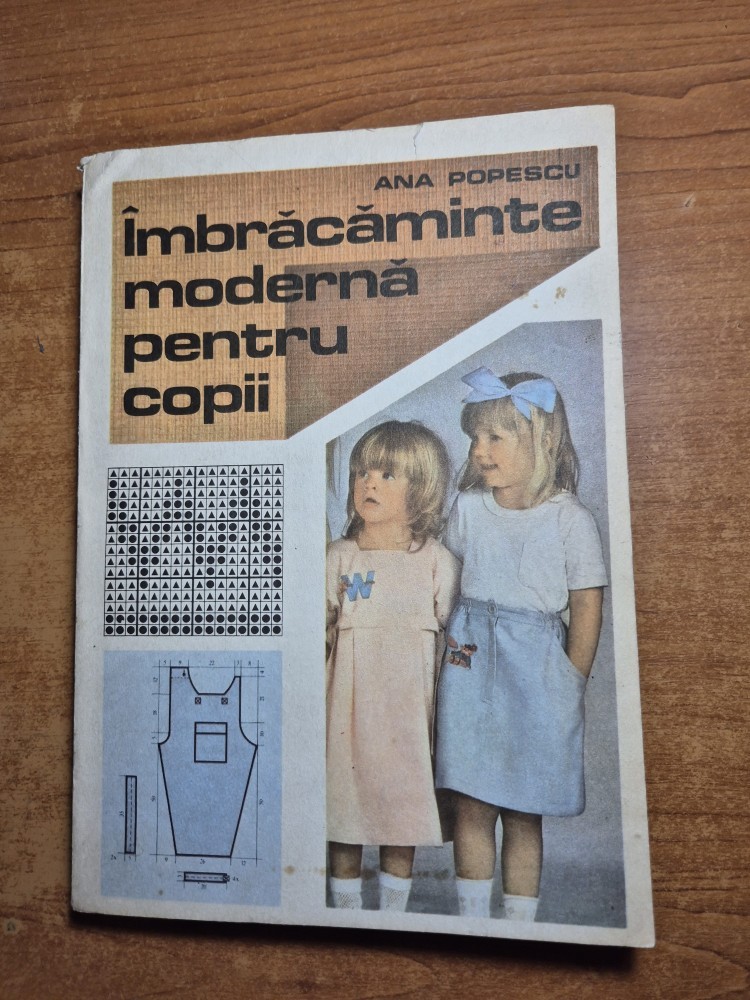 ANA POPESCU
Îmbrăcăminte
modernă
pentru
copii
W